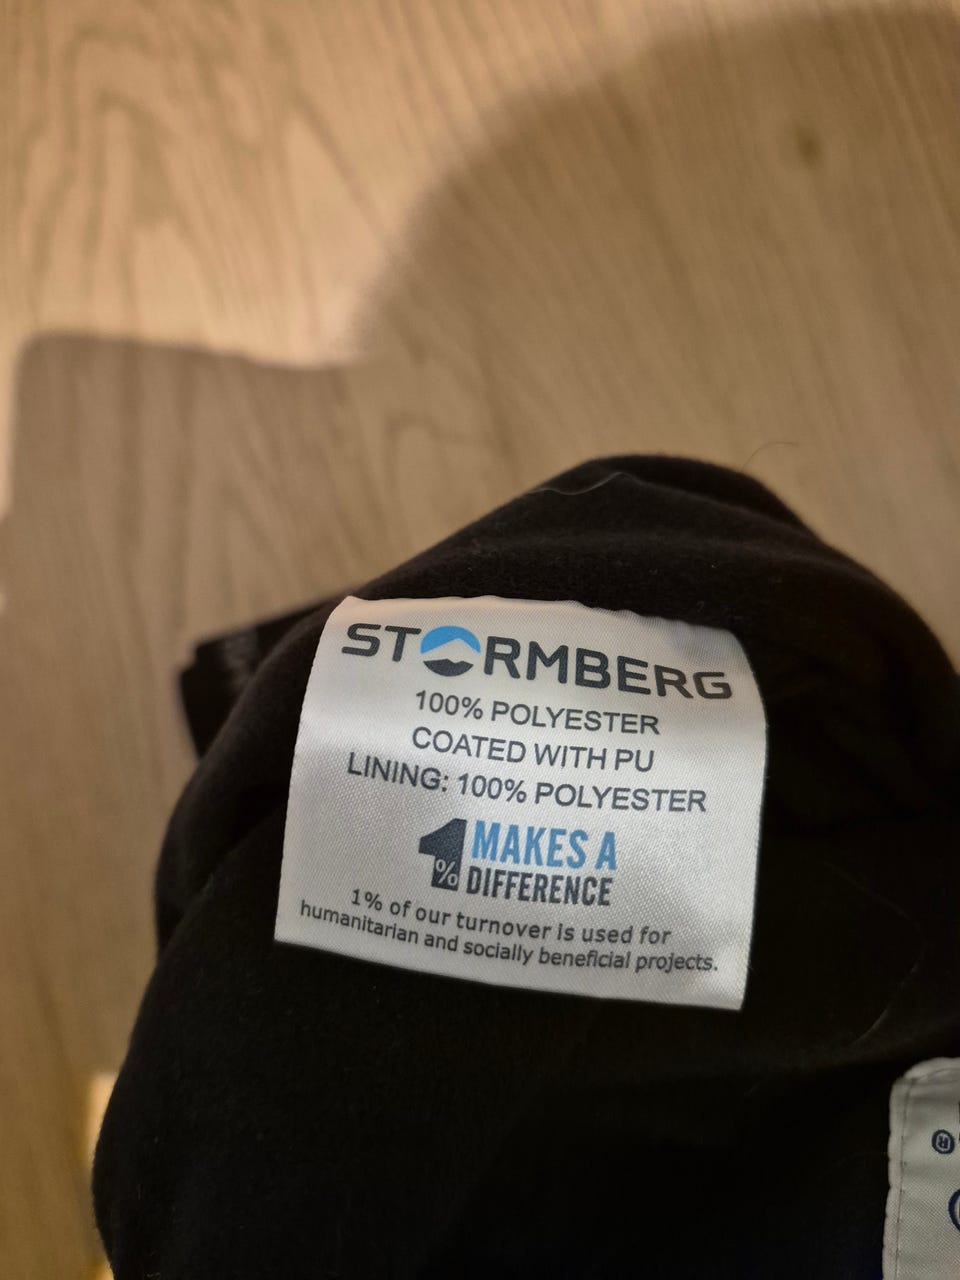 STORMBERG
100% POLYESTER
COATED WITH PU
LINING: 100% POLYESTER
1% MAKES A
DIFFERENCE
1% of our turnover is used for
humanitarian and socially beneficial projects.
®